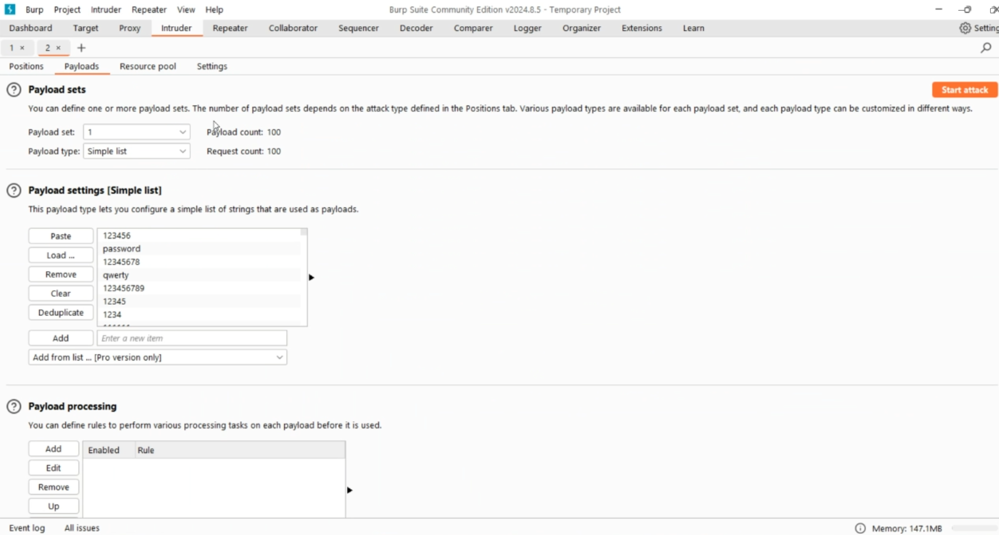 Burp Project Intruder Repeater View Help Burp Suite Community Edition v2024.8.5 - Temporary Project
Dashboard Target Proxy Intruder Repeater Collaborator Sequencer Decoder Comparer Logger Organizer Extensions Learn Setting
1 × 2 × +
Positions Payloads Resource pool Settings
? Payload sets Start attack
You can define one or more payload sets. The number of payload sets depends on the attack type defined in the Positions tab. Various payload types are available for each payload set, and each payload type can be customized in different ways.
Payload set: 1 Payload count: 100
Payload type: Simple list Request count: 100
? Payload settings [Simple list]
This payload type lets you configure a simple list of strings that are used as payloads.
Paste 123456
password
Load ... 12345678
Remove qwerty
123456789
Clear 12345
Deduplicate 1234
Add Enter a new item
Add from list ... [Pro version only]
? Payload processing
You can define rules to perform various processing tasks on each payload before it is used.
Add Enabled Rule
Edit
Remove
Up
Event log All issues Memory: 147.1MB